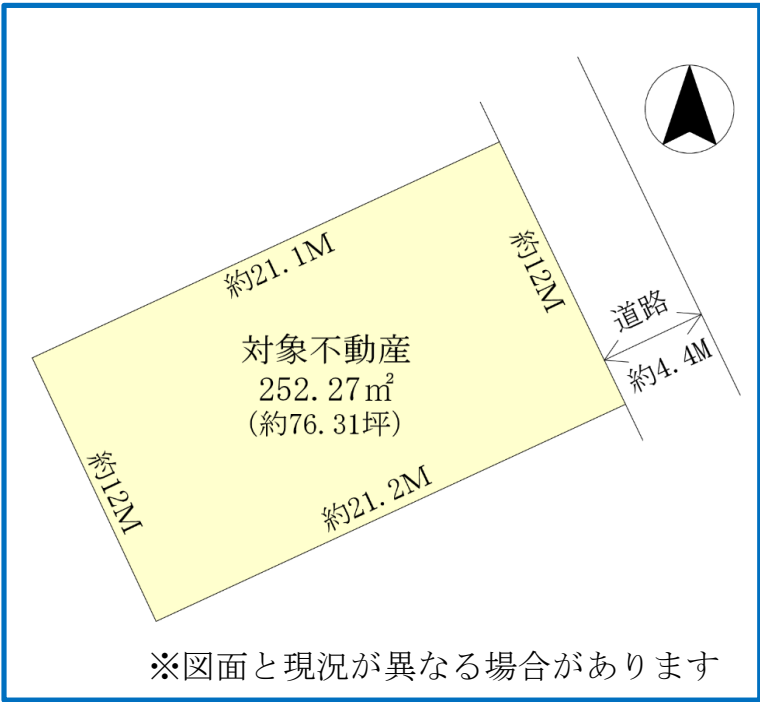 約21.1M
約12M
道路
約4.4M
対象不動産
252.27㎡
(約76.31坪)
約12M
約21.2M
※図面と現況が異なる場合があります